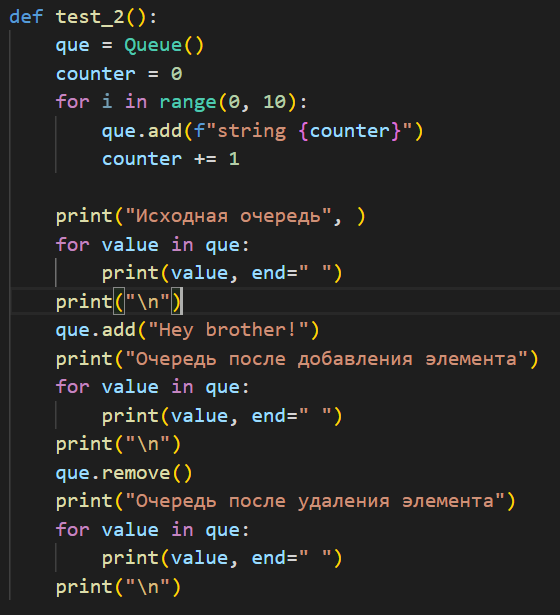 def test_2():
    que = Queue()
    counter = 0
    for i in range(0, 10):
        que.add(f"string {counter}")
        counter += 1

    print("Исходная очередь", )
    for value in que:
        print(value, end=" ")
    print("\n")
    que.add("Hey brother!")
    print("Очередь после добавления элемента")
    for value in que:
        print(value, end=" ")
    print("\n")
    que.remove()
    print("Очередь после удаления элемента")
    for value in que:
        print(value, end=" ")
    print("\n")